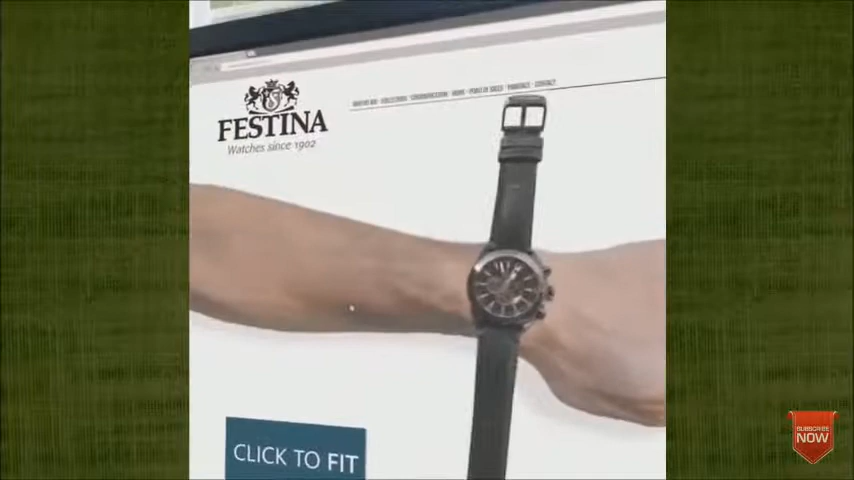 FESTINA
Watches since 1902
CLICK TO FIT
SUBSCRIBE
NOW